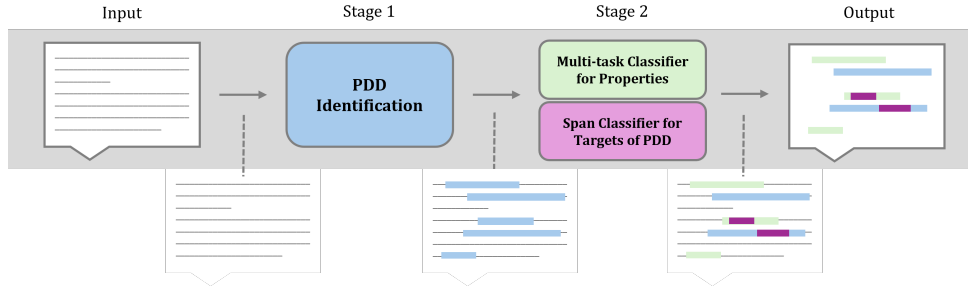 Input
Stage 1
Stage 2
Output
PDD
Identification
Multi-task Classifier
for Properties
Span Classifier for
Targets of PDD